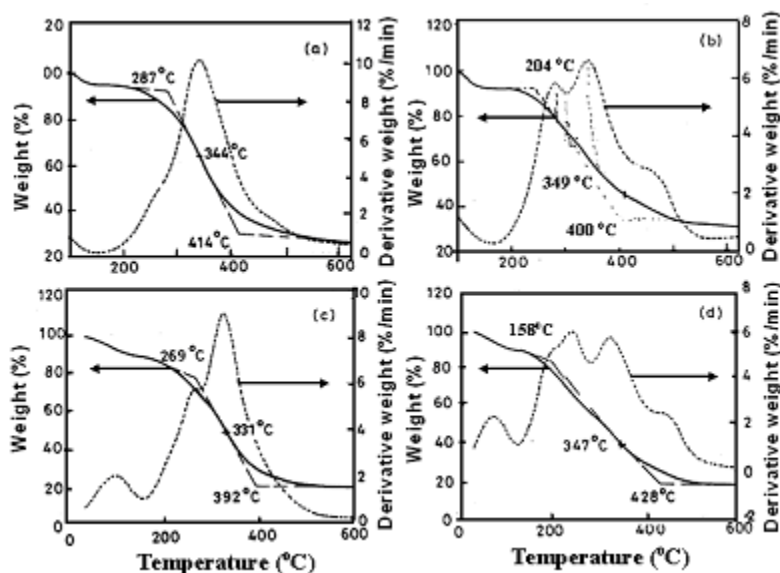 20 12
120 8
(a) (b)
287°C 204 °C
00 10
100 6
80 8
80 4
60 344°C 6
60 349 °C 2
40 4
40 400 °C 1
414°C 2
0
20 0
20
200 400 600
200 400 600
Weight (%) Derivative weight (%/min) Weight (%) Derivative weight (%/min)
120 10
120 8
(c) (d)
100 8
100 158°C 6
269 °C
80 6
80 4
60 331°C 4
60 347°C 2
40 2
40 0
392°C 428°C
20 0
20
0 -2
0
0 200 400 600
0 200 400 600
Weight (%) Derivative weight (%/min) Weight (%) Derivative weight (%/min)
Temperature (°C) Temperature (°C)